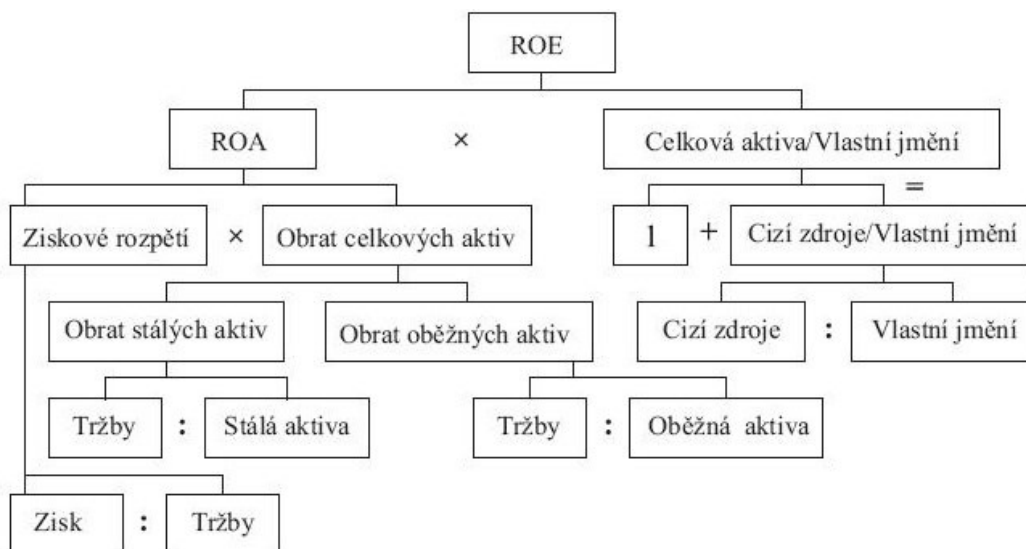 ROE
ROA × Celková aktiva/Vlastní jmění
=
Ziskové rozpětí × Obrat celkových aktiv 1 + Cizí zdroje/Vlastní jmění
Obrat stálých aktiv Obrat oběžných aktiv Cizí zdroje : Vlastní jmění
Tržby : Stálá aktiva Tržby : Oběžná aktiva
Zisk : Tržby